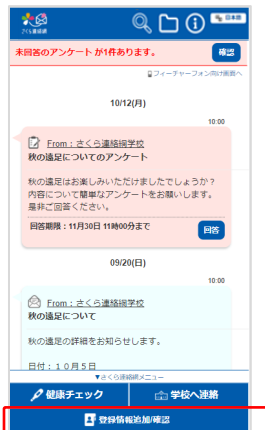 さくら連絡網
日本語
未回答のアンケート が1件あります。
確認
フィーチャーフォン向け画面へ
10/12(月)
10:00
From：さくら連絡網学校
秋の遠足についてのアンケート
秋の遠足はお楽しみいただけましたでしょうか？
内容について簡単なアンケートをお願いします。
是非ご回答ください。
回答期限：11月30日 11時00分まで
回答
09/20(日)
10:00
From：さくら連絡網学校
秋の遠足について
秋の遠足の詳細をお知らせします。
日付：１０月５日
▼さくら連絡網メニュー
健康チェック
学校へ連絡
登録情報追加/確認